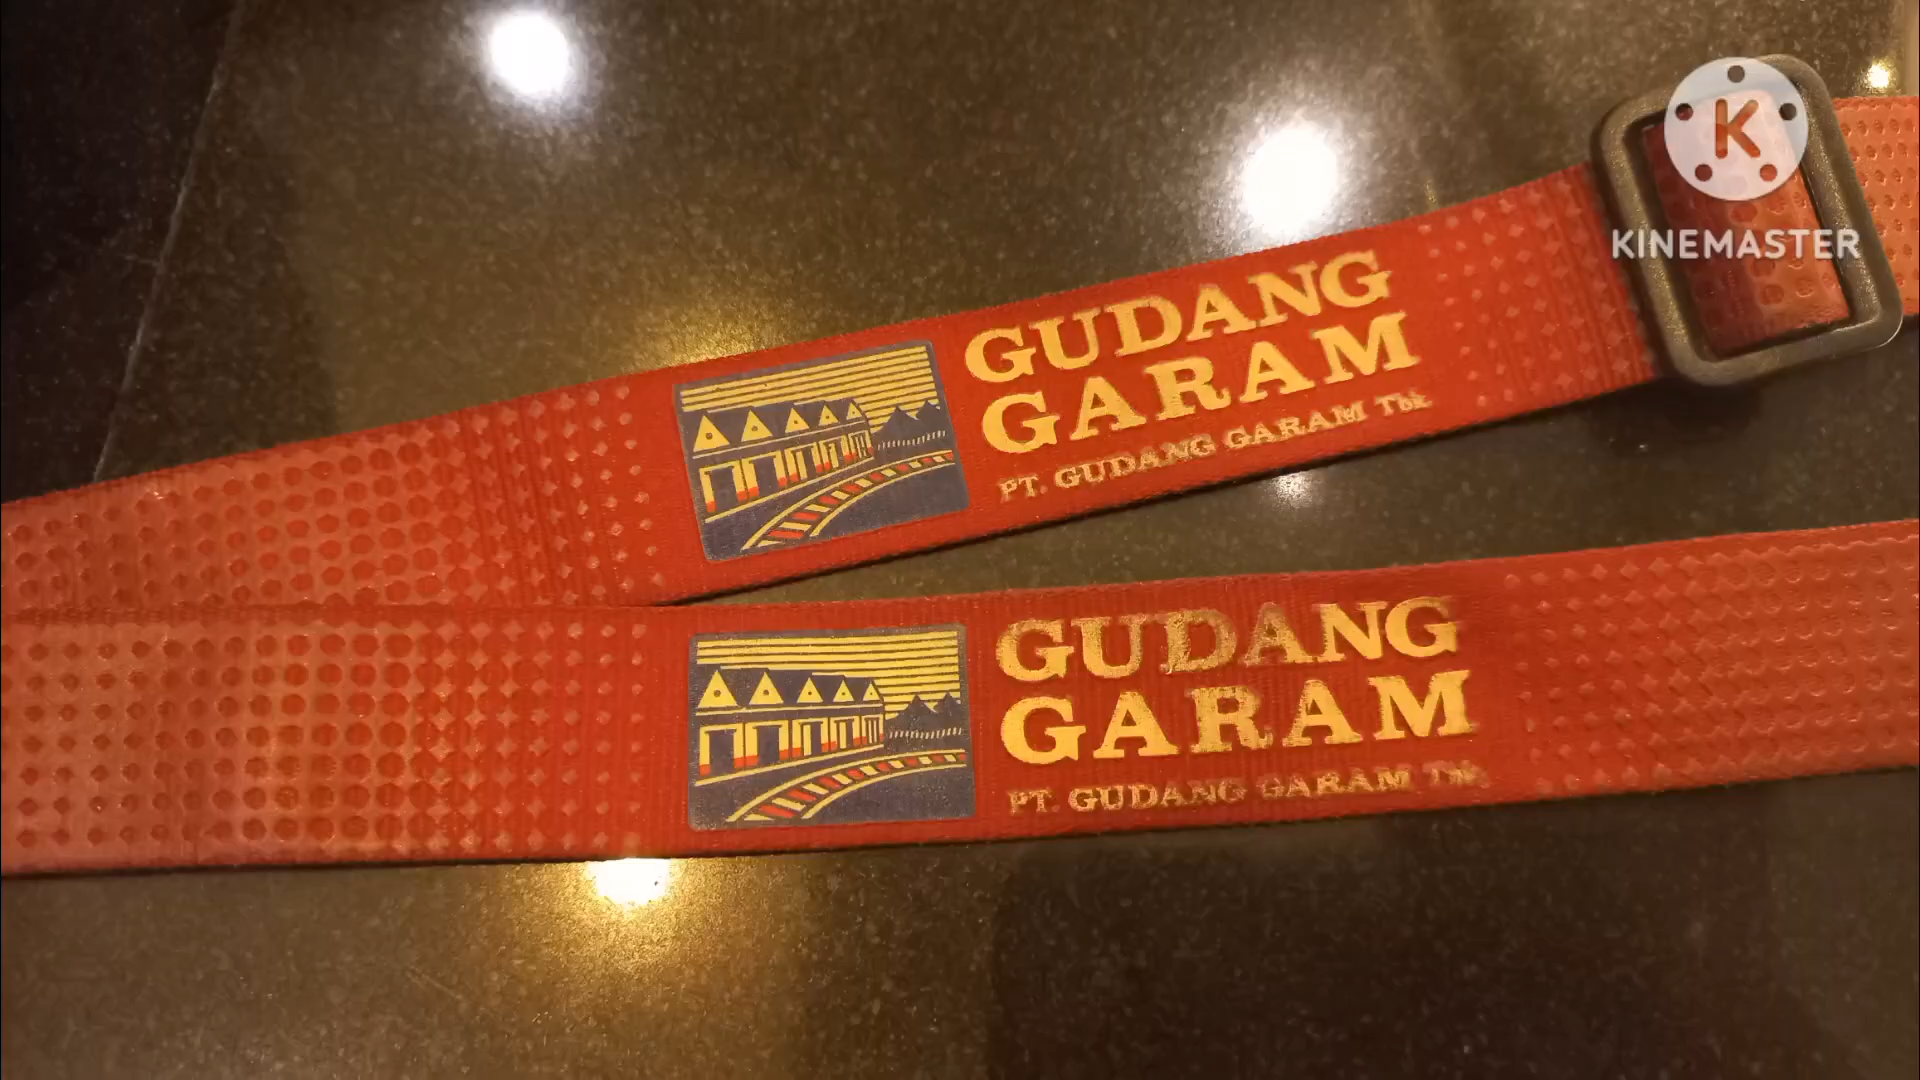 K
KINEMASTER
GUDANG
GARAM
PT. GUDANG GARAM Tbk
GUDANG
GARAM
PT. GUDANG GARAM Tbk